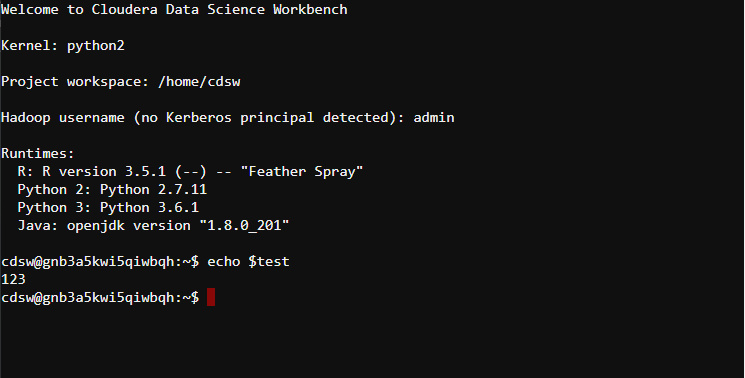 Welcome to Cloudera Data Science Workbench
Kernel: python2
Project workspace: /home/cdsw
Hadoop username (no Kerberos principal detected): admin
Runtimes:
R: R version 3.5.1 (--) -- "Feather Spray"
Python 2: Python 2.7.11
Python 3: Python 3.6.1
Java: openjdk version "1.8.0_201"
cdsw@gnb3a5kwi5qiwbqh:~$ echo $test
123
cdsw@gnb3a5kwi5qiwbqh:~$